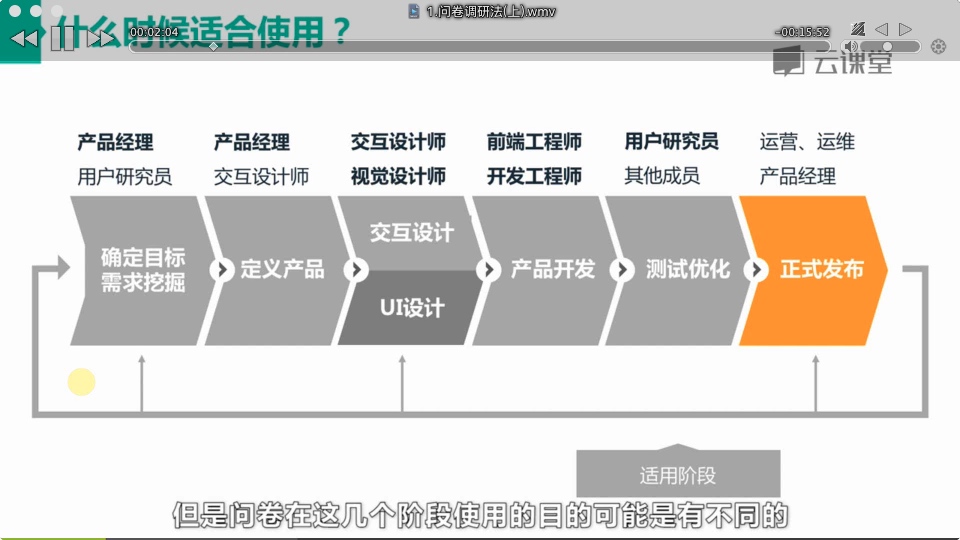 1.问卷调研法(上).wmv
什么时候适合使用？
00:02:04
-00:15:52
云课堂
产品经理
用户研究员
产品经理
交互设计师
交互设计师
视觉设计师
前端工程师
开发工程师
用户研究员
其他成员
运营、运维
产品经理
确定目标
需求挖掘
定义产品
交互设计
UI设计
产品开发
测试优化
正式发布
适用阶段
但是问卷在这几个阶段使用的目的可能是有不同的